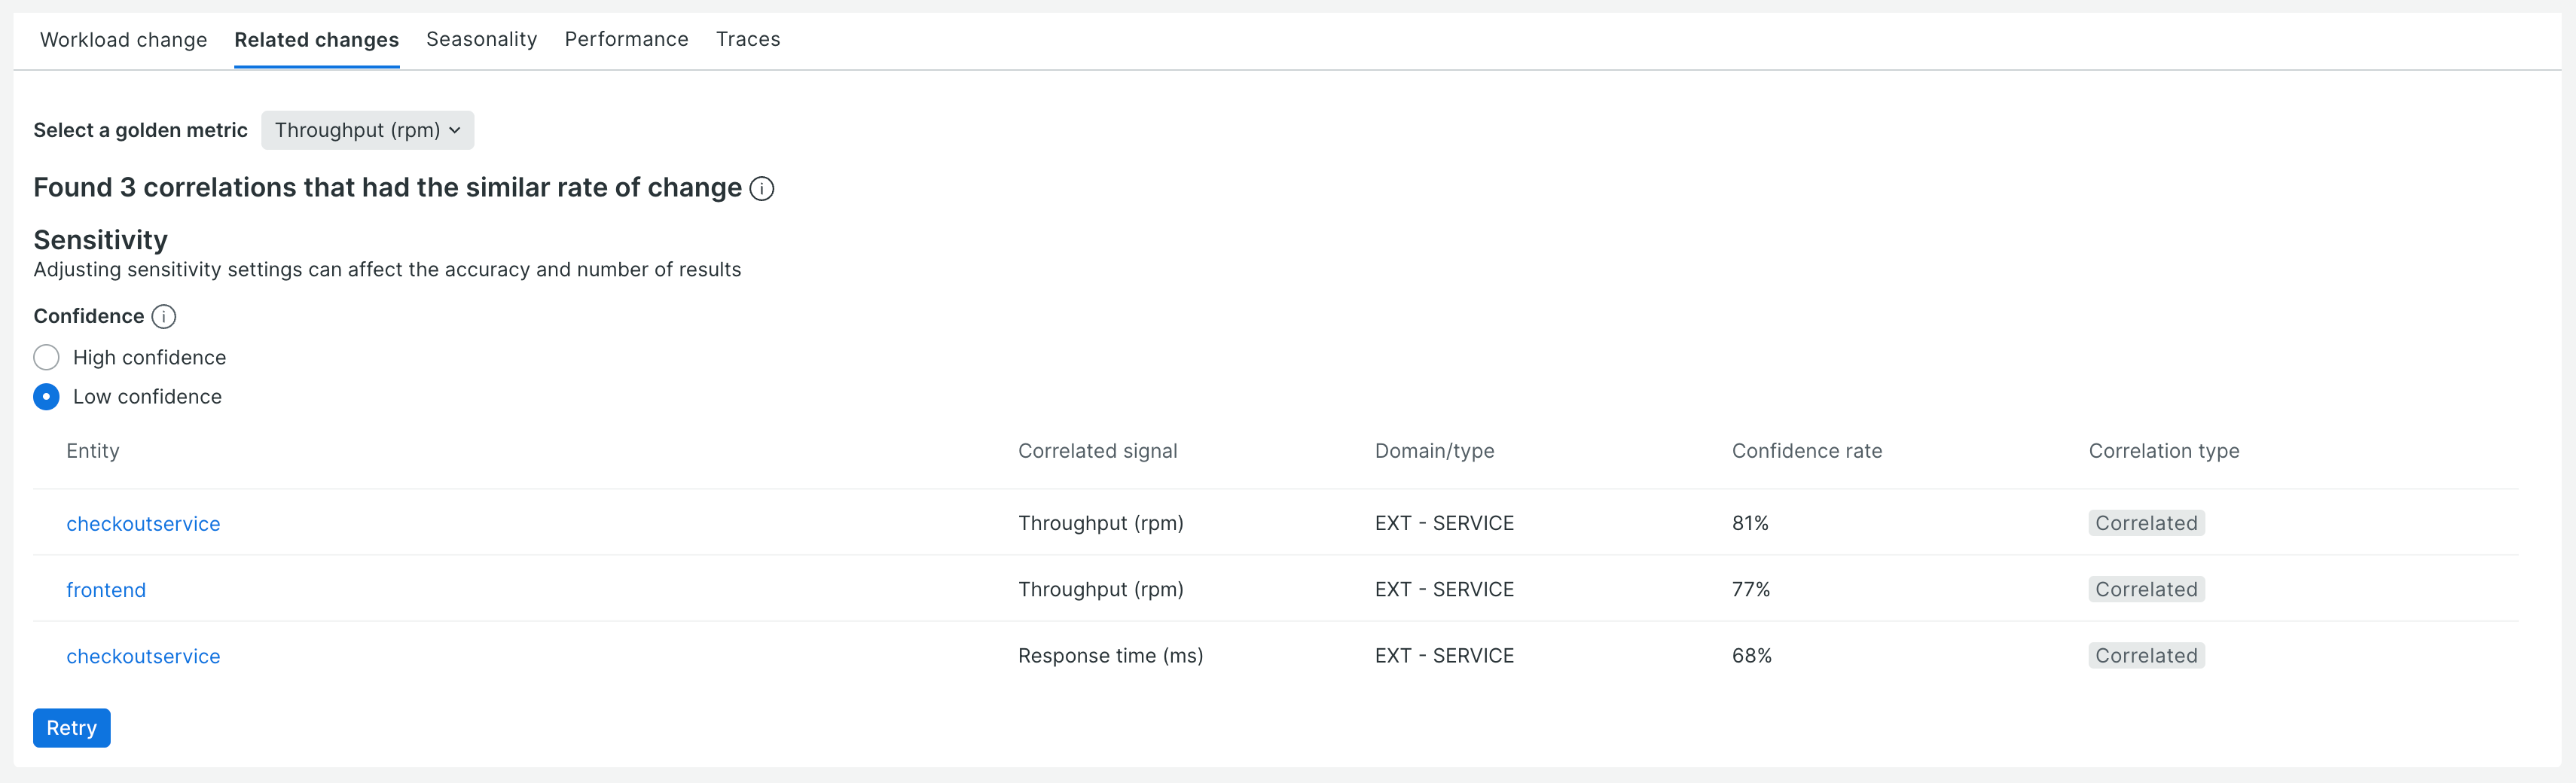 Workload change Related changes Seasonality Performance Traces
Select a golden metric Throughput (rpm)
Found 3 correlations that had the similar rate of change
Sensitivity
Adjusting sensitivity settings can affect the accuracy and number of results
Confidence
High confidence
Low confidence
Entity Correlated signal Domain/type Confidence rate Correlation type
checkoutservice Throughput (rpm) EXT - SERVICE 81% Correlated
frontend Throughput (rpm) EXT - SERVICE 77% Correlated
checkoutservice Response time (ms) EXT - SERVICE 68% Correlated
Retry